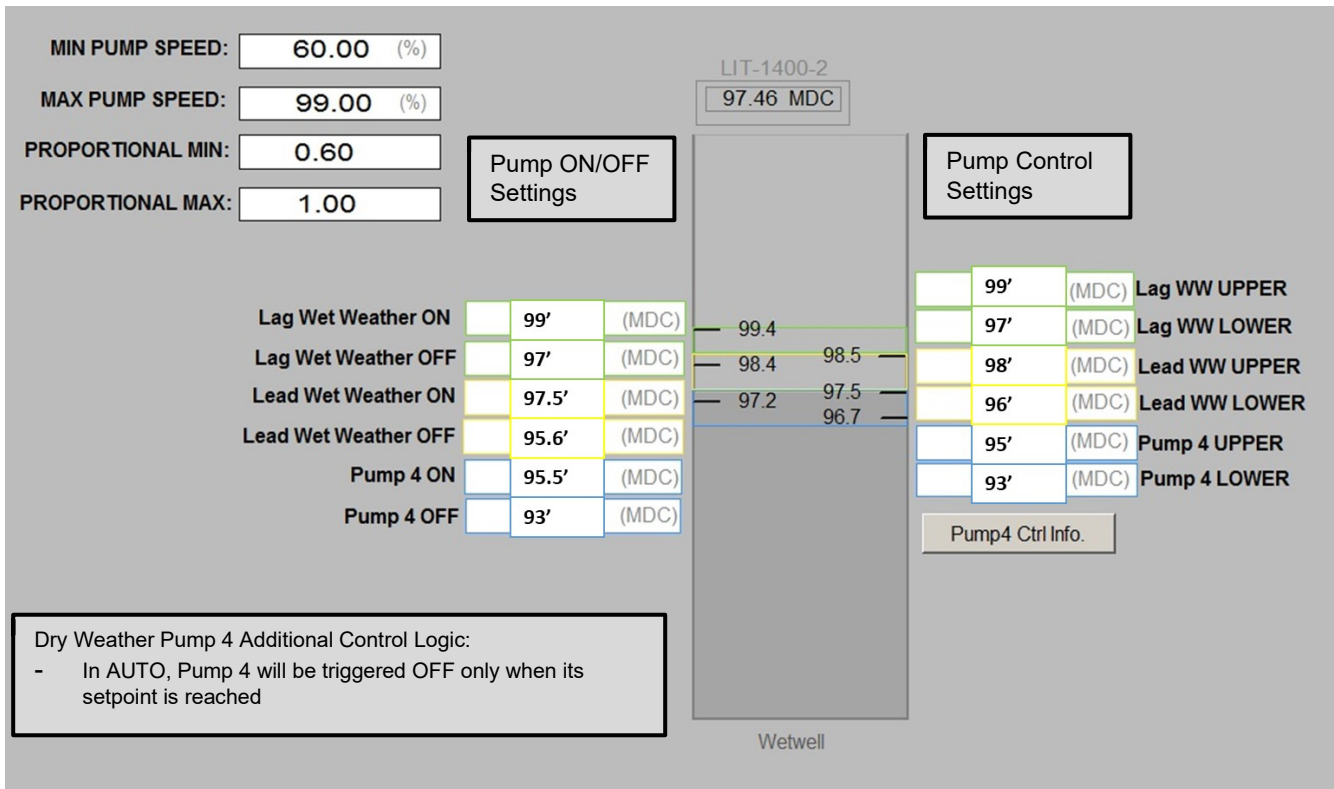 MIN PUMP SPEED: 60.00 (%)
MAX PUMP SPEED: 99.00 (%)
PROPORTIONAL MIN: 0.60
PROPORTIONAL MAX: 1.00
Pump ON/OFF
Settings
LIT-1400-2
97.46 MDC
Pump Control
Settings
Lag Wet Weather ON 99’ (MDC)
Lag Wet Weather OFF 97’ (MDC)
Lead Wet Weather ON 97.5’ (MDC)
Lead Wet Weather OFF 95.6’ (MDC)
Pump 4 ON 95.5’ (MDC)
Pump 4 OFF 93’ (MDC)
99.4
98.4 98.5
97.2 97.5
96.7
Wetwell
99’ (MDC) Lag WW UPPER
97’ (MDC) Lag WW LOWER
98’ (MDC) Lead WW UPPER
96’ (MDC) Lead WW LOWER
95’ (MDC) Pump 4 UPPER
93’ (MDC) Pump 4 LOWER
Pump4 Ctrl Info.
Dry Weather Pump 4 Additional Control Logic:
- In AUTO, Pump 4 will be triggered OFF only when its
setpoint is reached